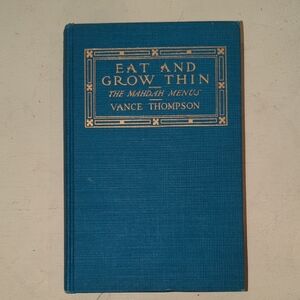 EAT AND
GROW THIN
THE MAHDAH MENUS
VANCE THOMPSON